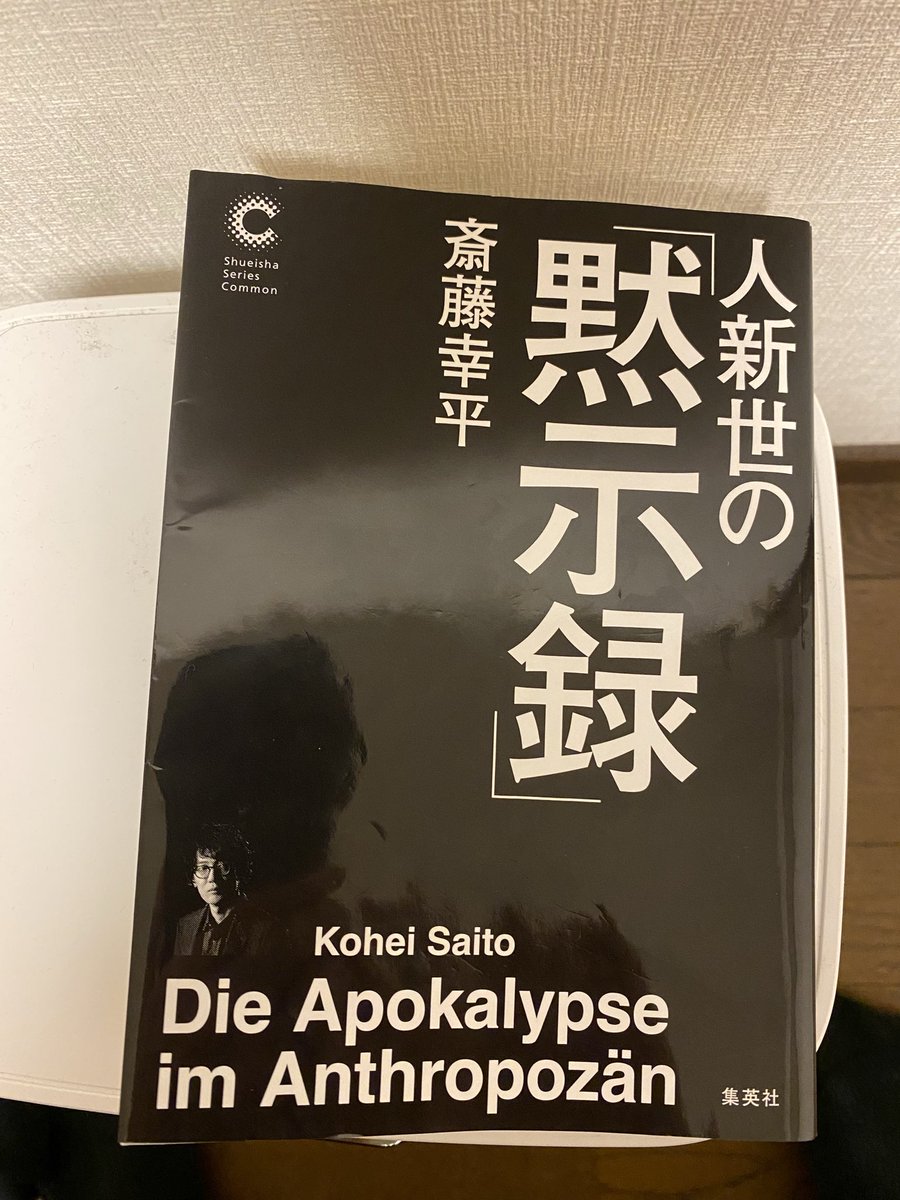 Shueisha
Series
Common
人新世の
「黙示録」
斎藤幸平
Kohei Saito
Die Apokalypse
im Anthropozän
集英社